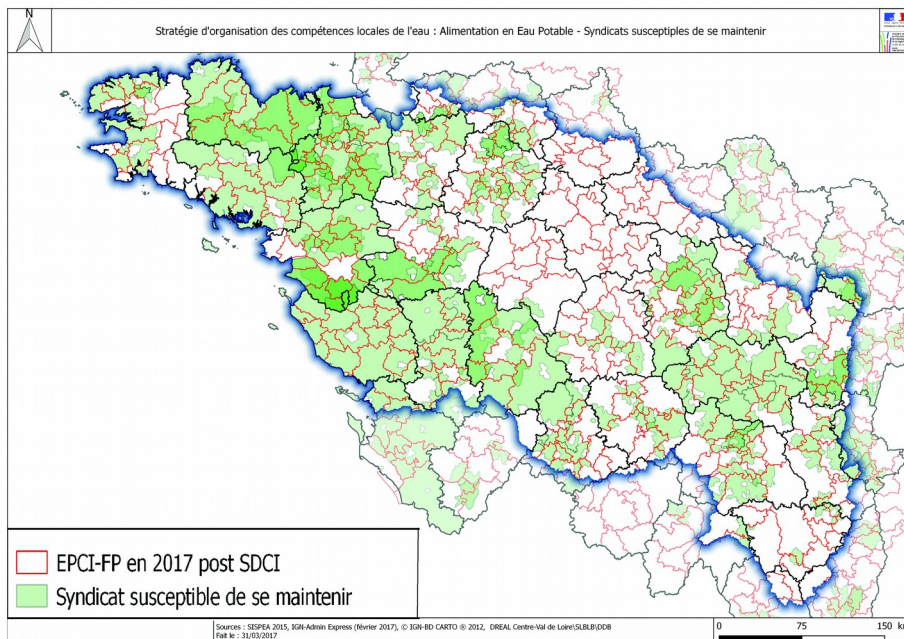 N
Stratégie d'organisation des compétences locales de l'eau : Alimentation en Eau Potable - Syndicats susceptibles de se maintenir
EPCI-FP en 2017 post SDCI
Syndicat susceptible de se maintenir
Sources : SISPEA 2015, IGN-Admin Express (février 2017), © IGN-BD CARTO ® 2012, DREAL Centre-Val de Loire\SLBLB\DDB
Fait le : 31/03/2017
0 75 150 km